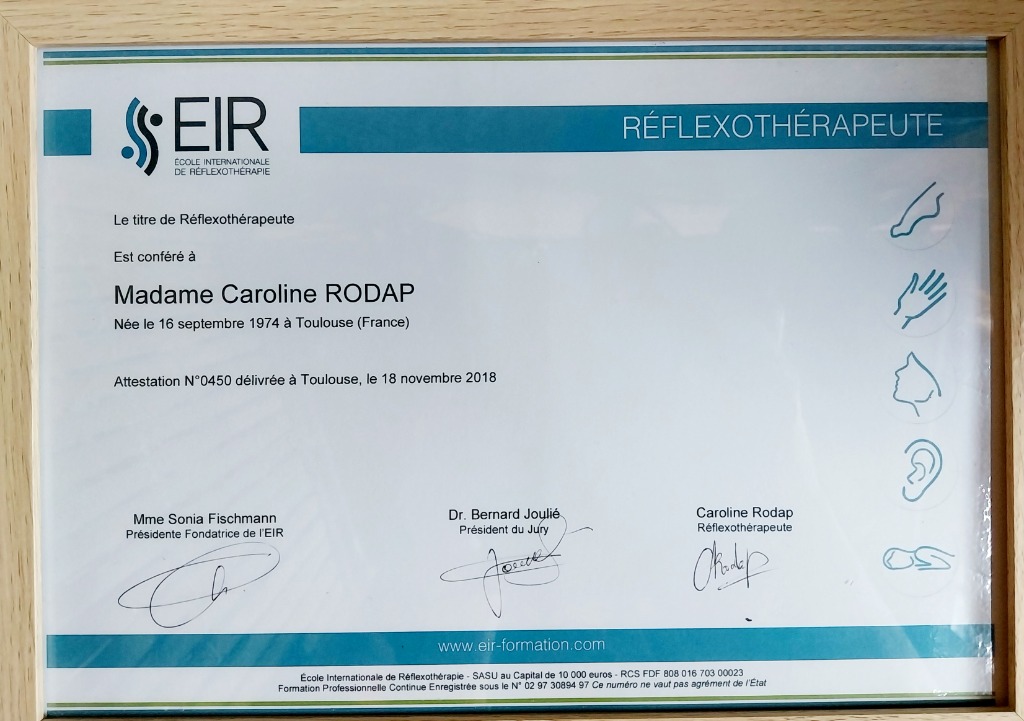 EIR
ÉCOLE INTERNATIONALE
DE RÉFLEXOTHÉRAPIE
RÉFLEXOTHÉRAPEUTE
Le titre de Réflexothérapeute
Est conféré à
Madame Caroline RODAP
Née le 16 septembre 1974 à Toulouse (France)
Attestation N°0450 délivrée à Toulouse, le 18 novembre 2018
Mme Sonia Fischmann
Présidente Fondatrice de l'EIR
Dr. Bernard Joulié
Président du Jury
Caroline Rodap
Réflexothérapeute
www.eir-formation.com
École Internationale de Réflexothérapie - SASU au Capital de 10 000 euros - RCS FDF 808 016 703 00023
Formation Professionnelle Continue Enregistrée sous le N° 02 97 30894 97 Ce numéro ne vaut pas agrément de l'État